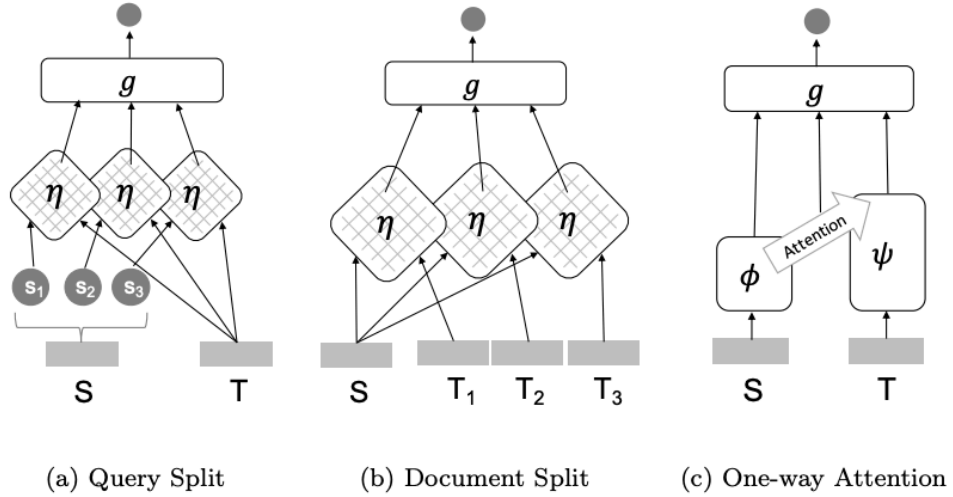 g
η η η
s₁ s₂ s₃
S T
(a) Query Split
g
η η η
S T₁ T₂ T₃
(b) Document Split
g
Attention
ϕ ψ
S T
(c) One-way Attention